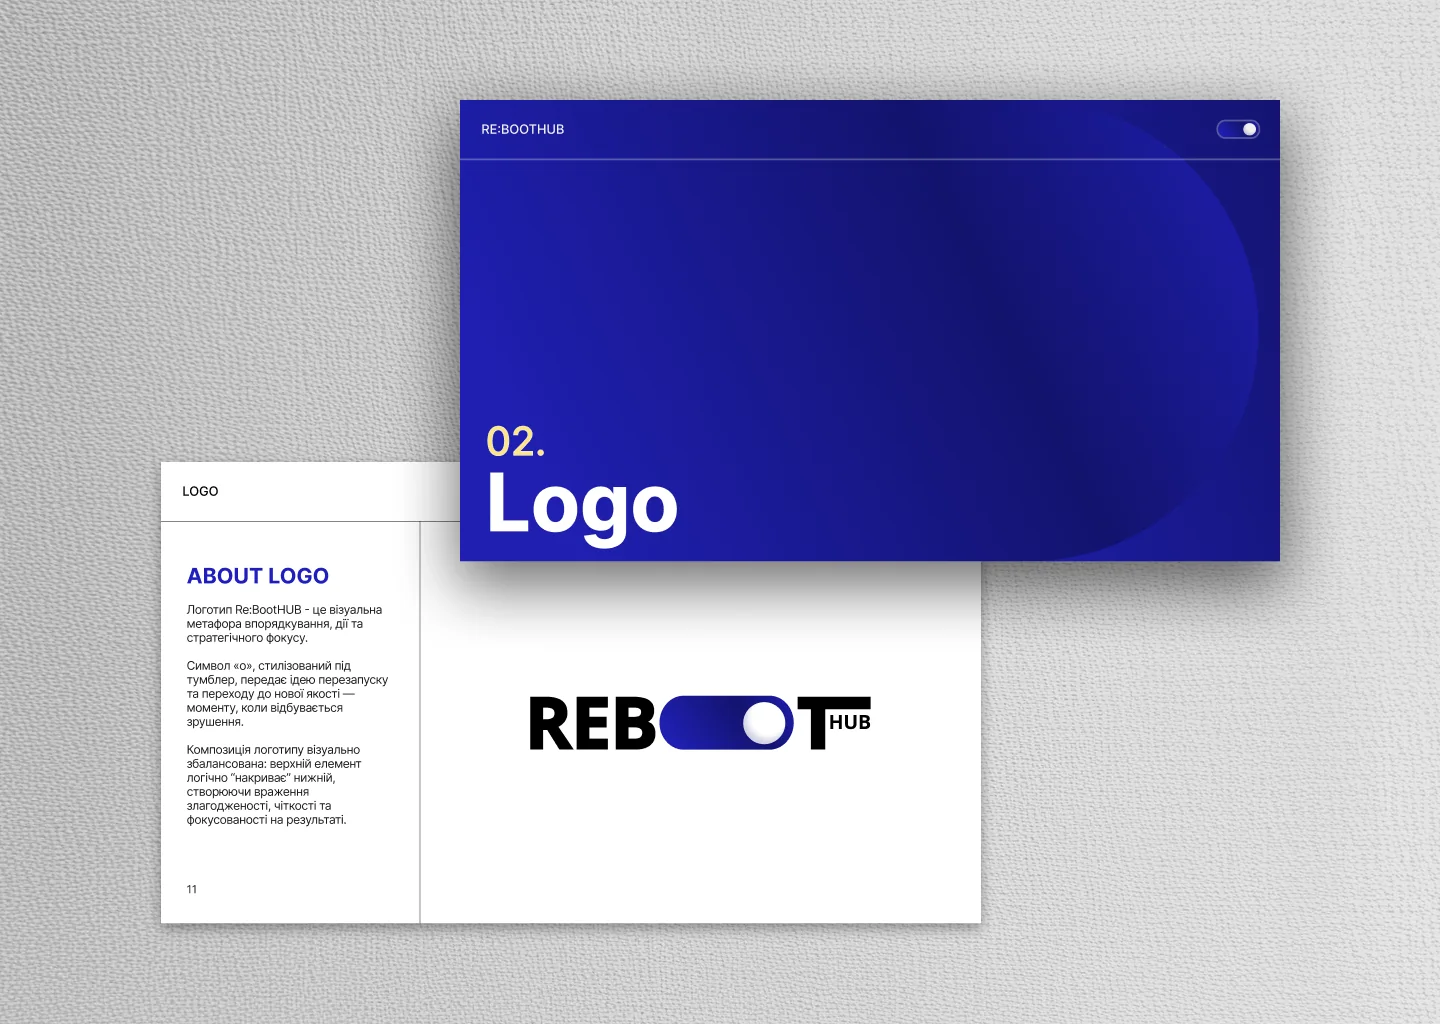 RE:BOOTHUB
02.
Logo
LOGO
ABOUT LOGO
Логотип Re:BootHUB - це візуальна
метафора впорядкування, дії та
стратегічного фокусу.
Символ «о», стилізований під
тумблер, передає ідею перезапуску
та переходу до нової якості —
моменту, коли відбувається
зрушення.
Композиція логотипу візуально
збалансована: верхній елемент
логічно “накриває” нижній,
створюючи враження
злагодженості, чіткості та
фокусованості на результаті.
11
REBOOT
HUB